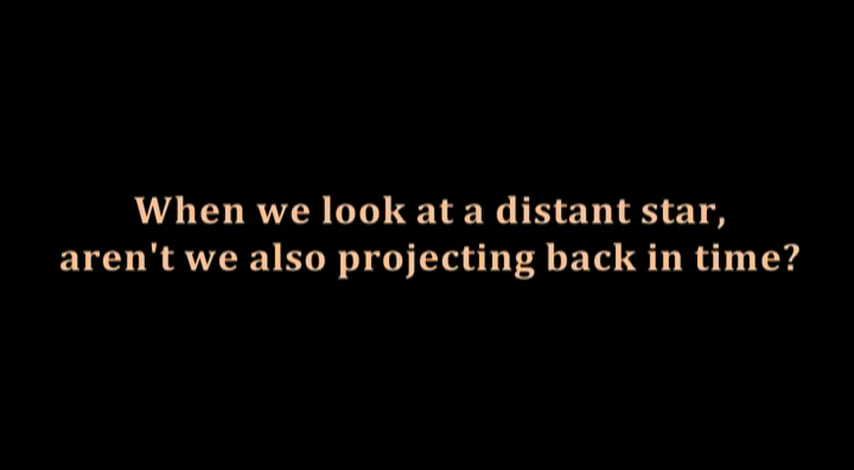 When we look at a distant star,
aren't we also projecting back in time?